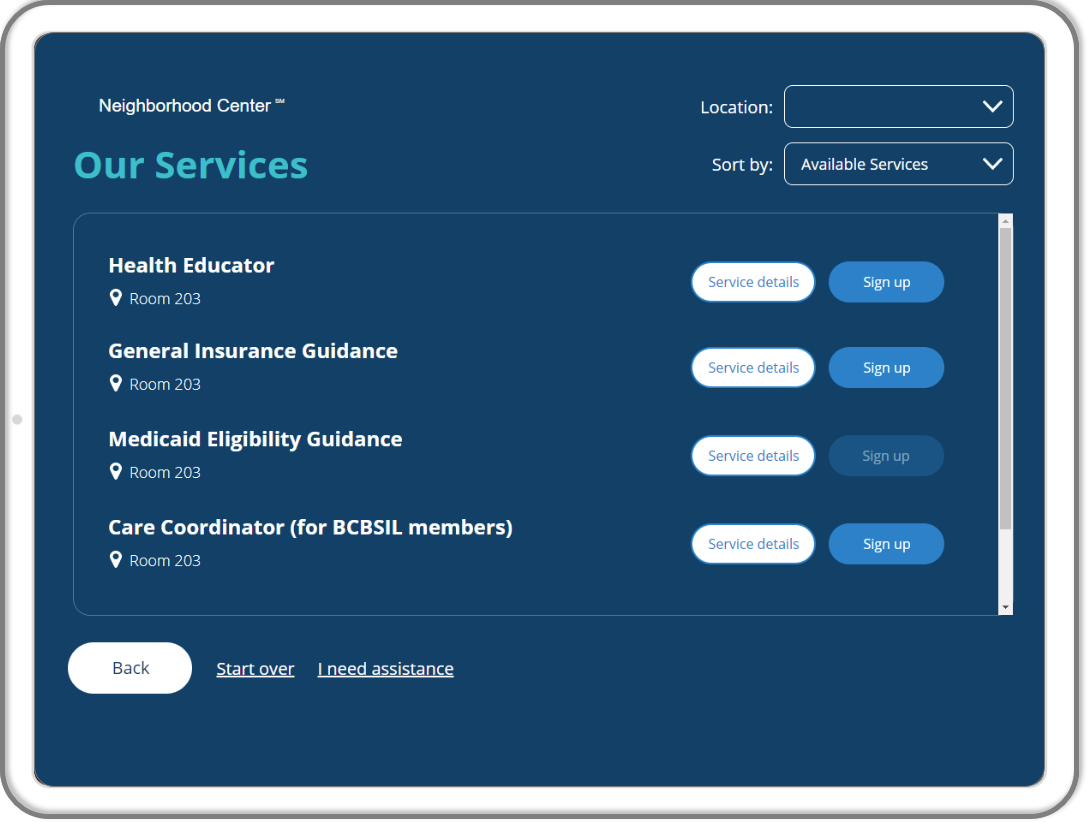 Neighborhood Center ℠
Location:
Our Services
Sort by: Available Services
Health Educator
Room 203
Service details Sign up
General Insurance Guidance
Room 203
Service details Sign up
Medicaid Eligibility Guidance
Room 203
Service details Sign up
Care Coordinator (for BCBSIL members)
Room 203
Service details Sign up
Back Start over I need assistance